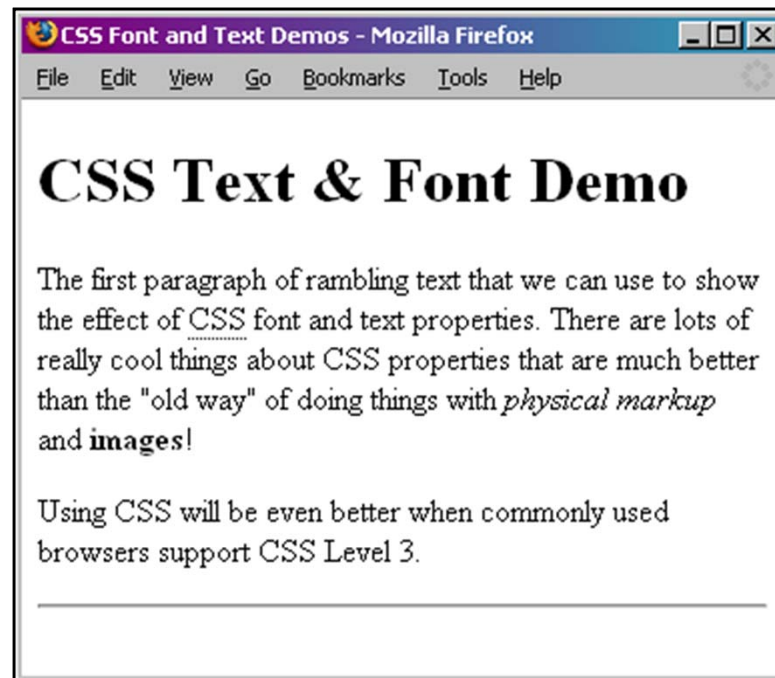 CSS Font and Text Demos - Mozilla Firefox
File Edit View Go Bookmarks Tools Help
CSS Text & Font Demo
The first paragraph of rambling text that we can use to show
the effect of CSS font and text properties. There are lots of
really cool things about CSS properties that are much better
than the "old way" of doing things with physical markup
and images!
Using CSS will be even better when commonly used
browsers support CSS Level 3.